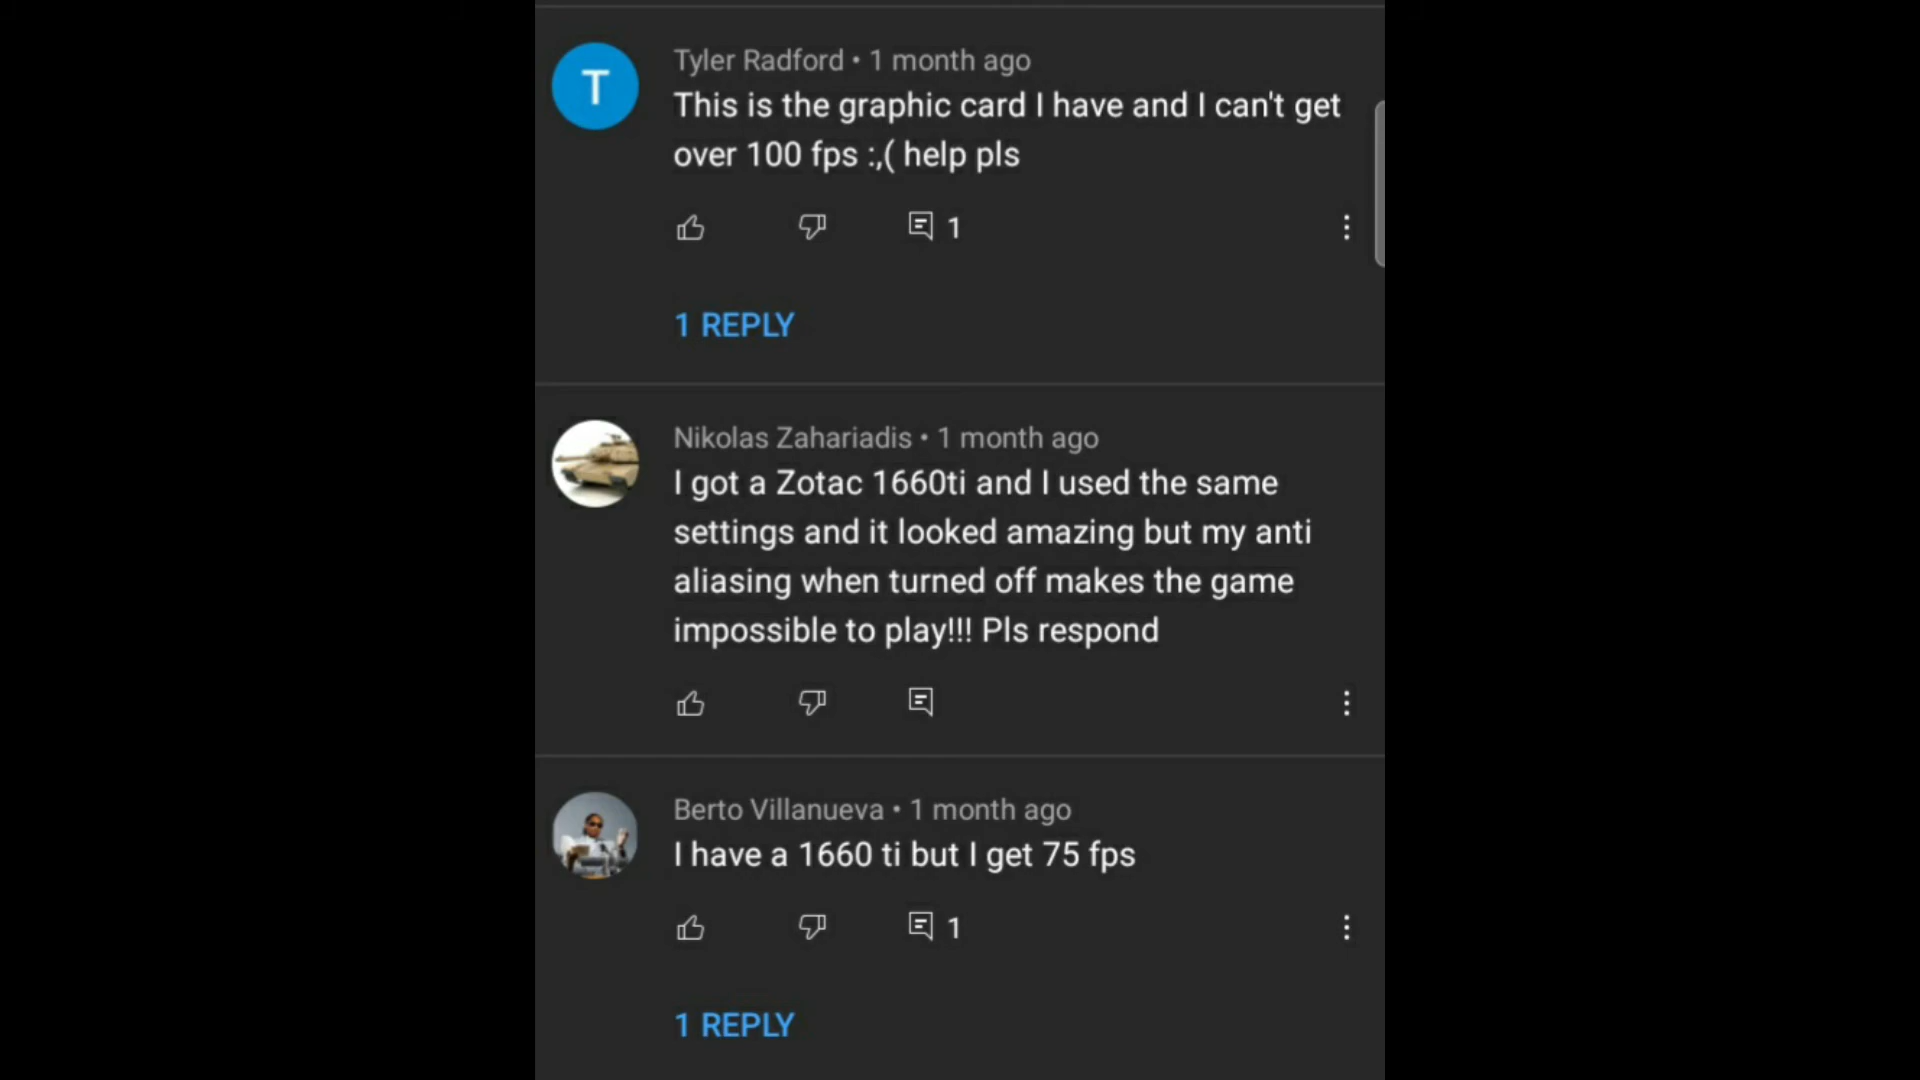 T
Tyler Radford • 1 month ago
This is the graphic card I have and I can't get
over 100 fps :,( help pls
1
1 REPLY
Nikolas Zahariadis • 1 month ago
I got a Zotac 1660ti and I used the same
settings and it looked amazing but my anti
aliasing when turned off makes the game
impossible to play!!! Pls respond
Berto Villanueva • 1 month ago
I have a 1660 ti but I get 75 fps
1
1 REPLY